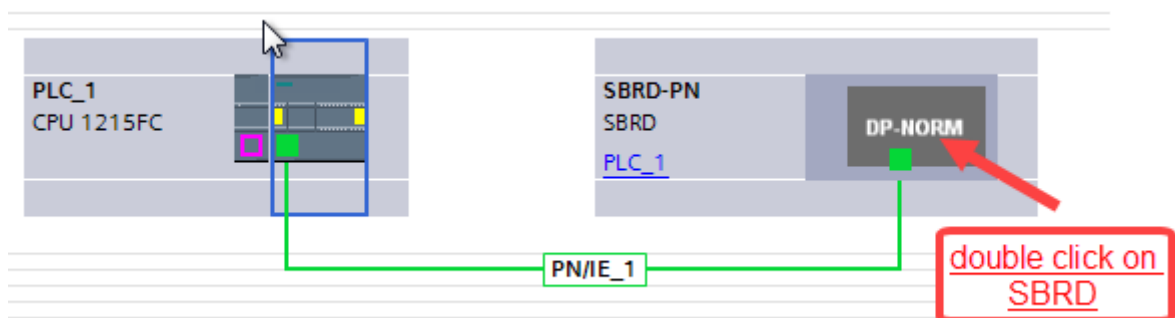 PLC_1
CPU 1215FC
SBRD-PN
SBRD
PLC_1
DP-NORM
PN/IE_1
double click on
SBRD